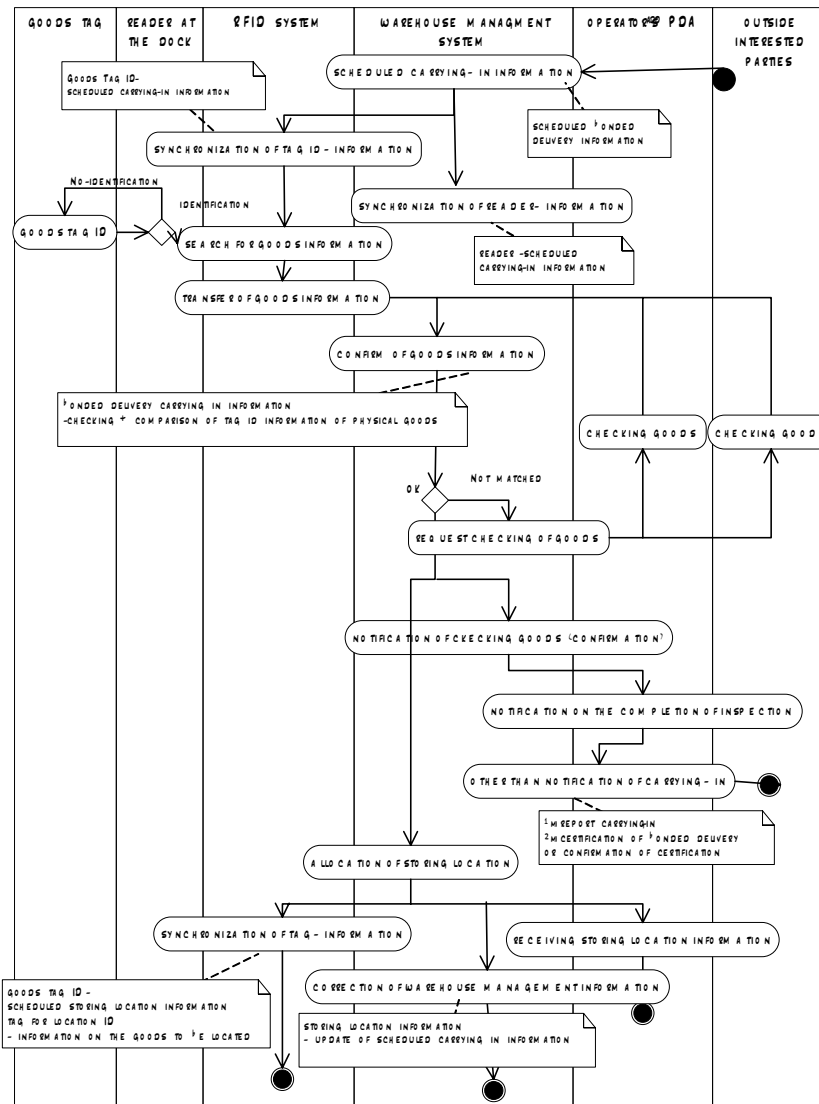 GOODS TAG
READER AT
THE DOCK
RFID SYSTEM
WAREHOUSE MANAGMENT
SYSTEM
OPERATOR'S PDA
OUTSIDE
INTERESTED
PARTIES
SCHEDULED CARRYING-IN INFORMATION
GOODS TAG ID-
SCHEDULED CARRYING-IN INFORMATION
SCHEDULED BONDED
DELIVERY INFORMATION
SYNCHRONIZATION OF TAG ID-INFORMATION
NO-IDENTIFICATION
IDENTIFICATION
SYNCHRONIZATION OF READER-INFORMATION
GOODS TAG ID
SEARCH FOR GOODS INFORMATION
READER -SCHEDULED
CARRYING-IN INFORMATION
TRANSFER OF GOODS INFORMATION
CONFIRM OF GOODS INFORMATION
BONDED DELIVERY CARRYING IN INFORMATION
-CHECKING + COMPARISON OF TAG ID INFORMATION OF PHYSICAL GOODS
CHECKING GOODS
CHECKING GOOD
OK
NOT MATCHED
REQUEST CHECKING OF GOODS
NOTIFICATION OF CKECKING GOODS (CONFIRMATION)
NOTIFICATION ON THE COMPLETION OF INSPECTION
OTHER THAN NOTIFICATION OF CARRYING-IN
REPORT CARRYING-IN
CERTIFICATION OF BONDED DELIVERY
OR CONFIRMATION OF CERTIFICATION
ALLOCATION OF STORING LOCATION
SYNCHRONIZATION OF TAG-INFORMATION
RECEIVING STORING LOCATION INFORMATION
CORRECTION OF WAREHOUSE MANAGEMENT INFORMATION
GOODS TAG ID -
SCHEDULED STORING LOCATION INFORMATION
TAG FOR LOCATION ID
- INFORMATION ON THE GOODS TO BE LOCATED
STORING LOCATION INFORMATION
- UPDATE OF SCHEDULED CARRYING IN INFORMATION